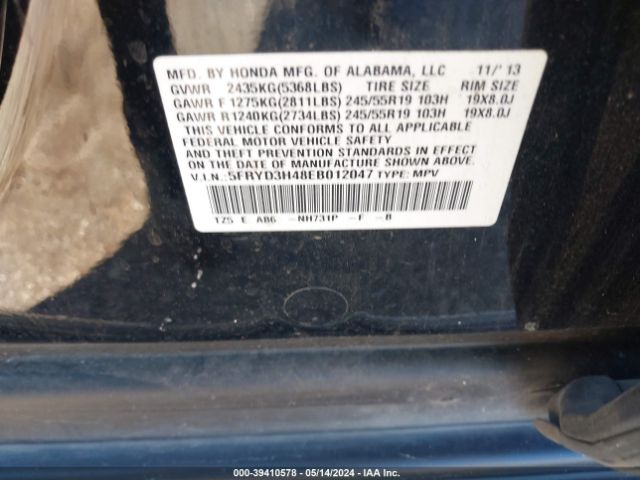 MFD. BY HONDA MFG. OF ALABAMA, LLC 11/'13
GVWR 2435KG(5368LBS) TIRE SIZE RIM SIZE
GAWR F 1275KG(2811LBS) 245/55R19 103H 19X8.0J
GAWR R 1240KG(2734LBS) 245/55R19 103H 19X8.0J
THIS VEHICLE CONFORMS TO ALL APPLICABLE
FEDERAL MOTOR VEHICLE SAFETY
AND THEFT PREVENTION STANDARDS IN EFFECT ON
THE DATE OF MANUFACTURE SHOWN ABOVE.
V.I.N.: 5FRYD3H48EB012047 TYPE: MPV
TZ5 E AB6 -NH731P -F -B
000-39410578 - 05/14/2024 - IAA Inc.